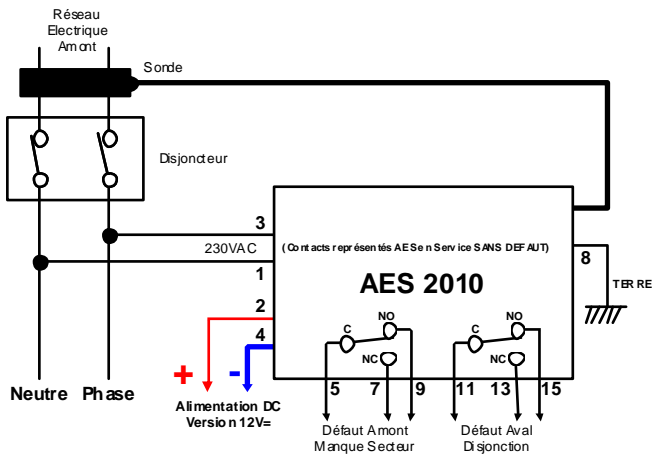 Réseau
Electrique
Amont
Sonde
Disjoncteur
3
230VAC
(Contacts représentés AES en Service SANS DEFAUT)
8
1
AES 2010
TERRE
2
4
C
NO
NC
C
NO
NC
+
-
5
7
9
11
13
15
Neutre
Phase
Alimentation DC
Version 12V=
Défaut Amont
Manque Secteur
Défaut Aval
Disjonction